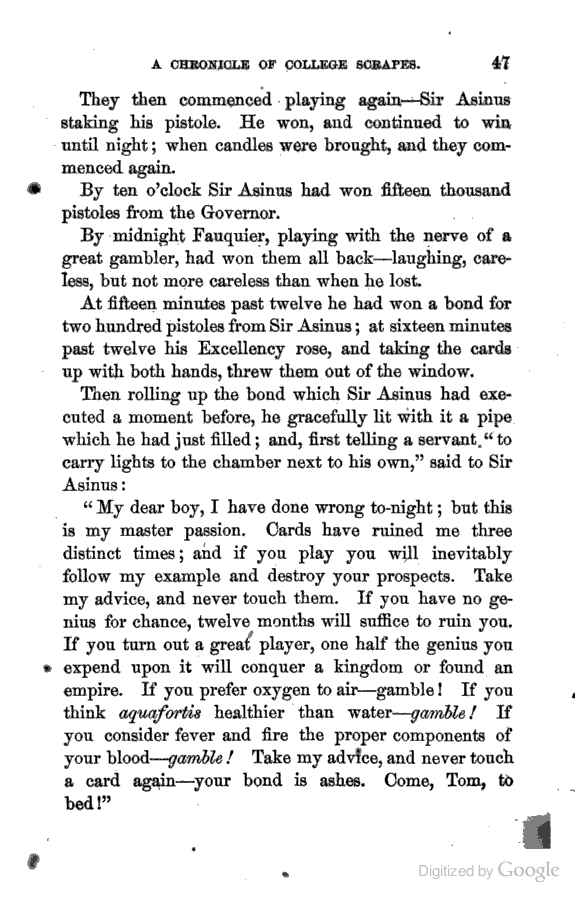 A CHRONICLE OF COLLEGE SCRAPES. 47
They then commenced playing again—Sir Asinus
staking his pistole. He won, and continued to win
until night; when candles were brought, and they com-
menced again.
By ten o'clock Sir Asinus had won fifteen thousand
pistoles from the Governor.
By midnight Fauquier, playing with the nerve of a
great gambler, had won them all back—laughing, care-
less, but not more careless than when he lost.
At fifteen minutes past twelve he had won a bond for
two hundred pistoles from Sir Asinus; at sixteen minutes
past twelve his Excellency rose, and taking the cards
up with both hands, threw them out of the window.
Then rolling up the bond which Sir Asinus had exe-
cuted a moment before, he gracefully lit with it a pipe
which he had just filled; and, first telling a servant "to
carry lights to the chamber next to his own," said to Sir
Asinus:
"My dear boy, I have done wrong to-night; but this
is my master passion. Cards have ruined me three
distinct times; and if you play you will inevitably
follow my example and destroy your prospects. Take
my advice, and never touch them. If you have no ge-
nius for chance, twelve months will suffice to ruin you.
If you turn out a great player, one half the genius you
expend upon it will conquer a kingdom or found an
empire. If you prefer oxygen to air—gamble! If you
think aquafortis healthier than water—gamble! If
you consider fever and fire the proper components of
your blood—gamble! Take my advice, and never touch
a card again—your bond is ashes. Come, Tom, to
bed!"
Digitized by Google